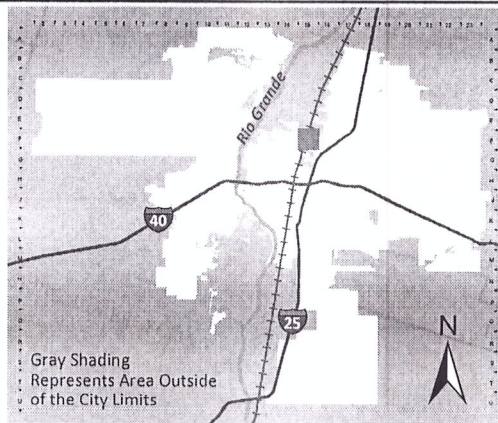 Rio Grande
40
25
N
Gray Shading
Represents Area Outside
of the City Limits